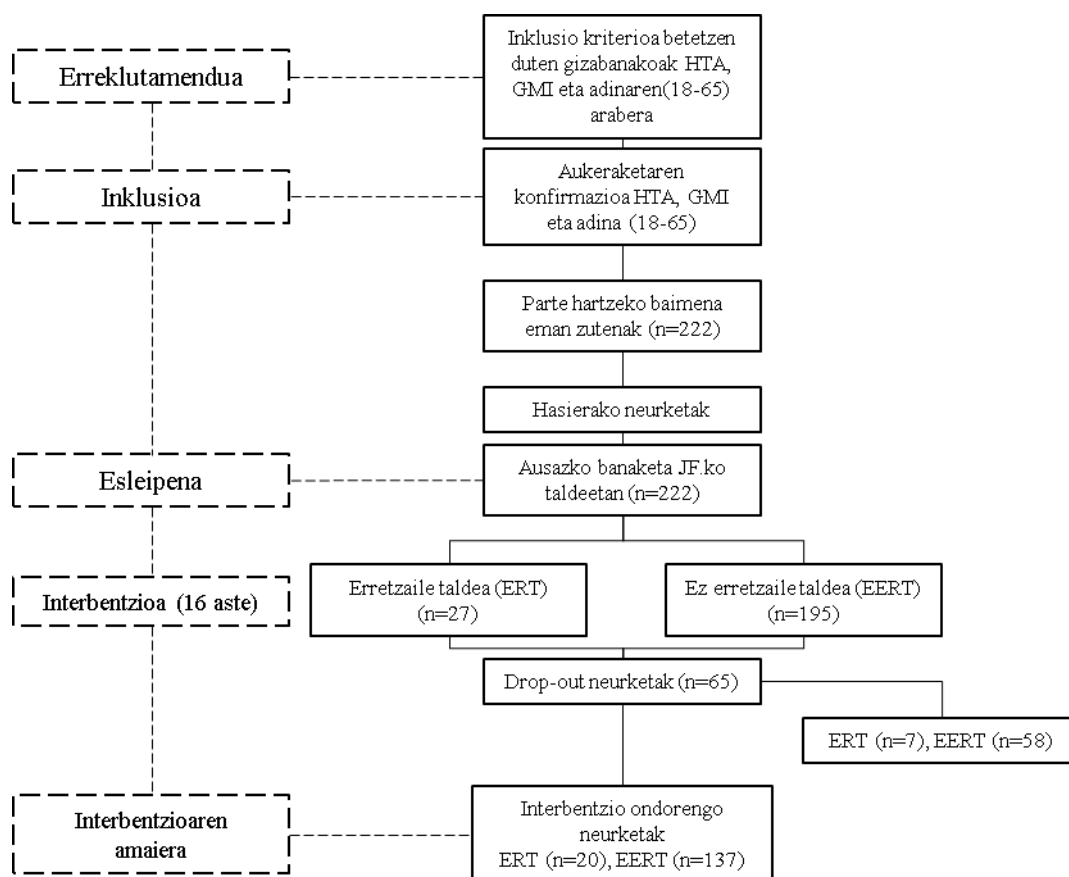 Erreklutamendua
Inklusio kriterioa betetzen
duten gizabanakoak HTA,
GMI eta adinaren(18-65)
arabera
Inklusioa
Aukeraketaren
konfirmazioa HTA, GMI
eta adina (18-65)
Parte hartzeko baimena
eman zutenak (n=222)
Hasierako neurketak
Esleipena
Ausazko banaketa JF.ko
taldeetan (n=222)
Interbentzioa (16 aste)
Erretzaile taldea (ERT)
(n=27)
Ez erretzaile taldea (EERT)
(n=195)
Drop-out neurketak (n=65)
ERT (n=7), EERT (n=58)
Interbentzioaren
amaiera
Interbentzio ondorengo
neurketak
ERT (n=20), EERT (n=137)